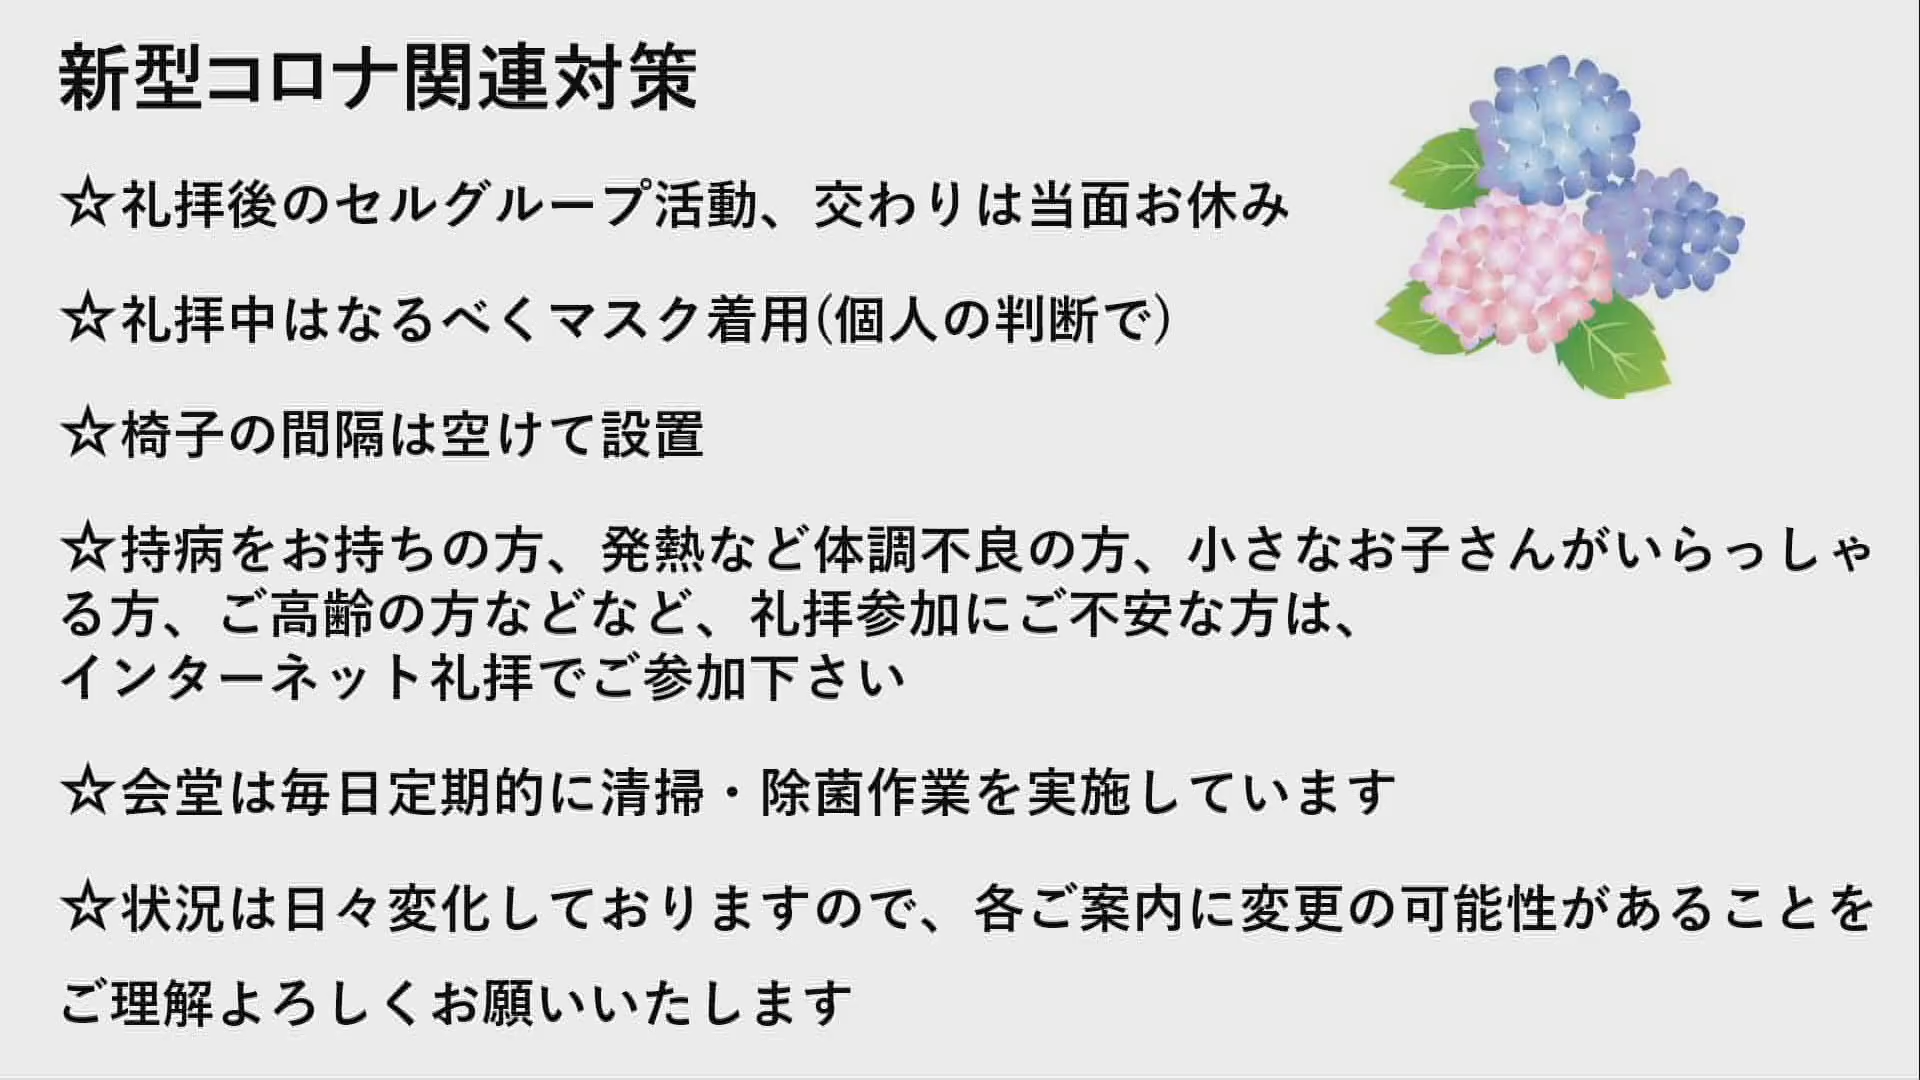 新型コロナ関連対策
☆礼拝後のセルグループ活動、交わりは当面お休み
☆礼拝中はなるべくマスク着用(個人の判断で)
☆椅子の間隔は空けて設置
☆持病をお持ちの方、発熱など体調不良の方、小さなお子さんがいらっしゃ
る方、ご高齢の方などなど、礼拝参加にご不安な方は、
インターネット礼拝でご参加下さい
☆会堂は毎日定期的に清掃・除菌作業を実施しています
☆状況は日々変化しておりますので、各ご案内に変更の可能性があることを
ご理解よろしくお願いいたします